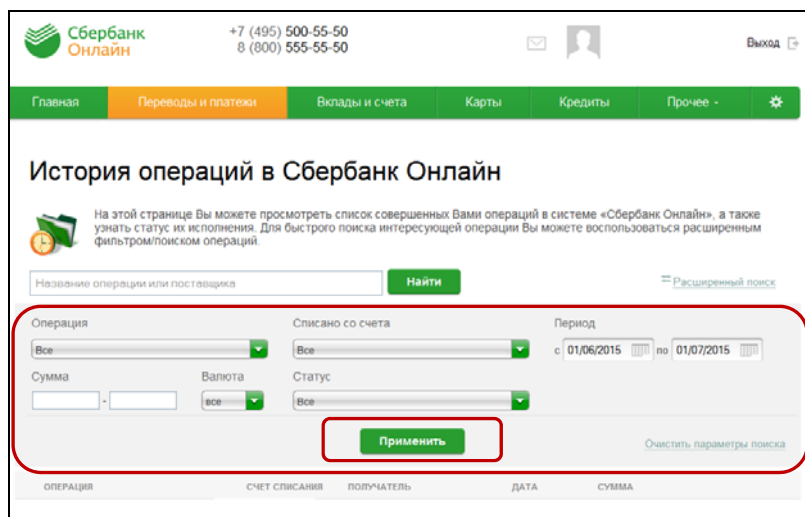 Сбербанк
Онлайн
+7 (495) 500-55-50
8 (800) 555-55-50
Выход
Главная Переводы и платежи Вклады и счета Карты Кредиты Прочее
История операций в Сбербанк Онлайн
На этой странице Вы можете просмотреть список совершенных Вами операций в системе «Сбербанк Онлайн», а также
узнать статус их исполнения. Для быстрого поиска интересующей операции Вы можете воспользоваться расширенным
фильтром/поиском операций.
Название операции или поставщика Найти Расширенный поиск
Операция Списано со счета Период
Все Все с 01/06/2015 по 01/07/2015
Сумма Валюта Статус
- все Все
Применить Очистить параметры поиска
ОПЕРАЦИЯ СЧЕТ СПИСАНИЯ ПОЛУЧАТЕЛЬ ДАТА СУММА